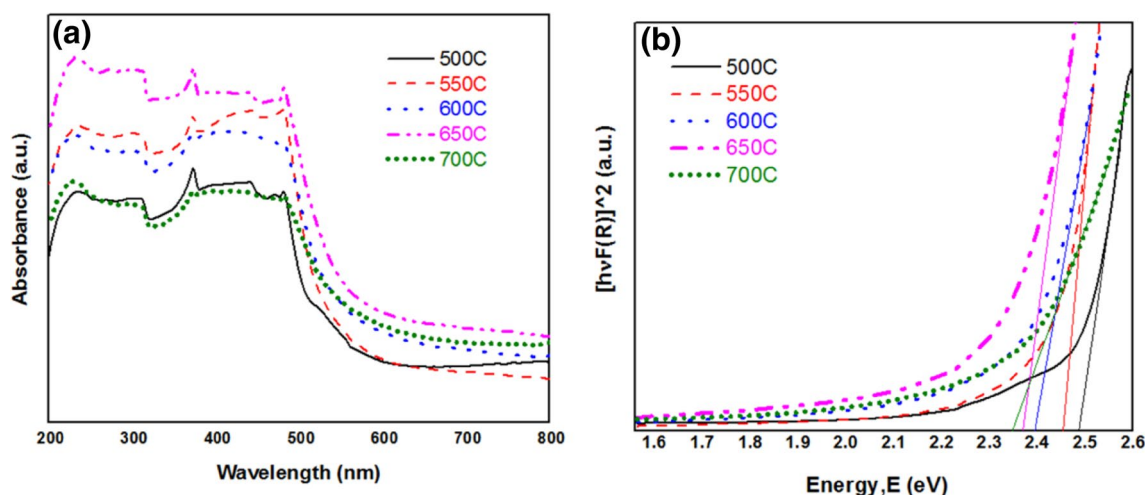 (a)
500C
550C
600C
650C
700C
Absorbance (a.u.)
200 300 400 500 600 700 800
Wavelength (nm)
(b)
500C
550C
600C
650C
700C
[hνF(R)]^2 (a.u.)
1.6 1.7 1.8 1.9 2.0 2.1 2.2 2.3 2.4 2.5 2.6
Energy,E (eV)